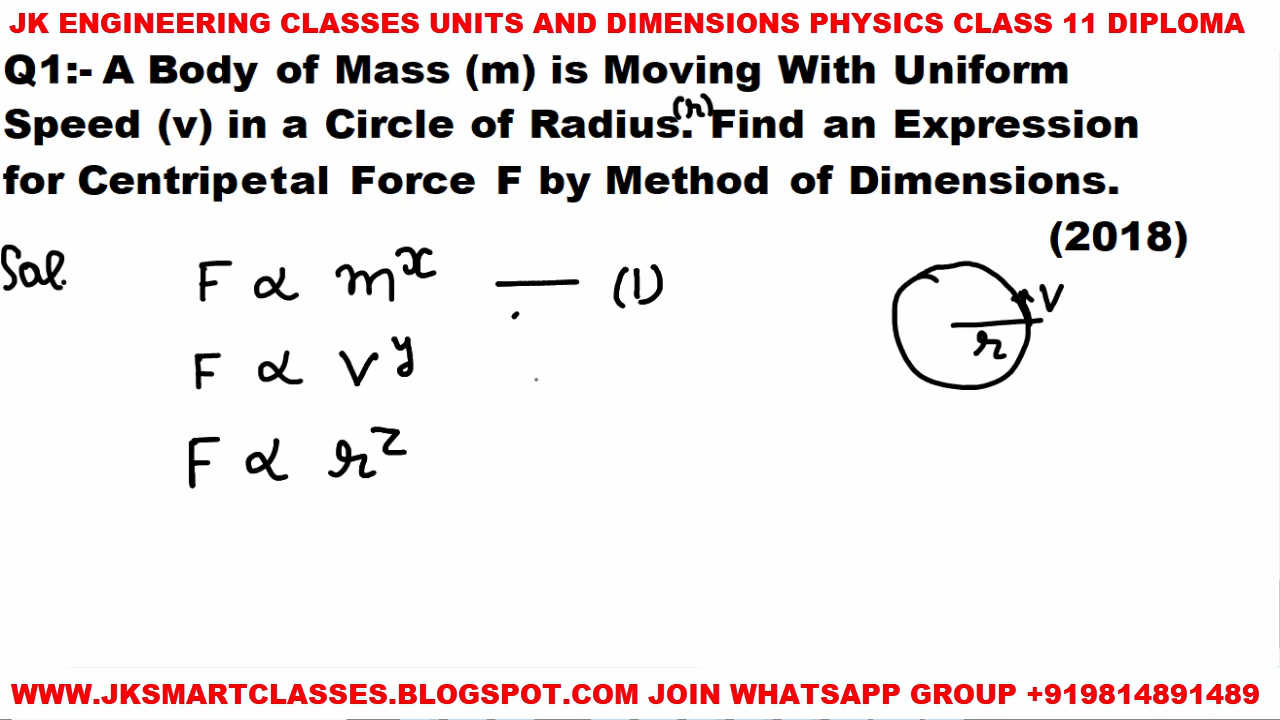 JK ENGINEERING CLASSES UNITS AND DIMENSIONS PHYSICS CLASS 11 DIPLOMA
Q1:- A Body of Mass (m) is Moving With Uniform
Speed (v) in a Circle of Radius.(r) Find an Expression
for Centripetal Force F by Method of Dimensions.
(2018)
Sol.
F ∝ m^x — (1)
F ∝ v^y
F ∝ r^z
v
r
WWW.JKSMARTCLASSES.BLOGSPOT.COM JOIN WHATSAPP GROUP +919814891489